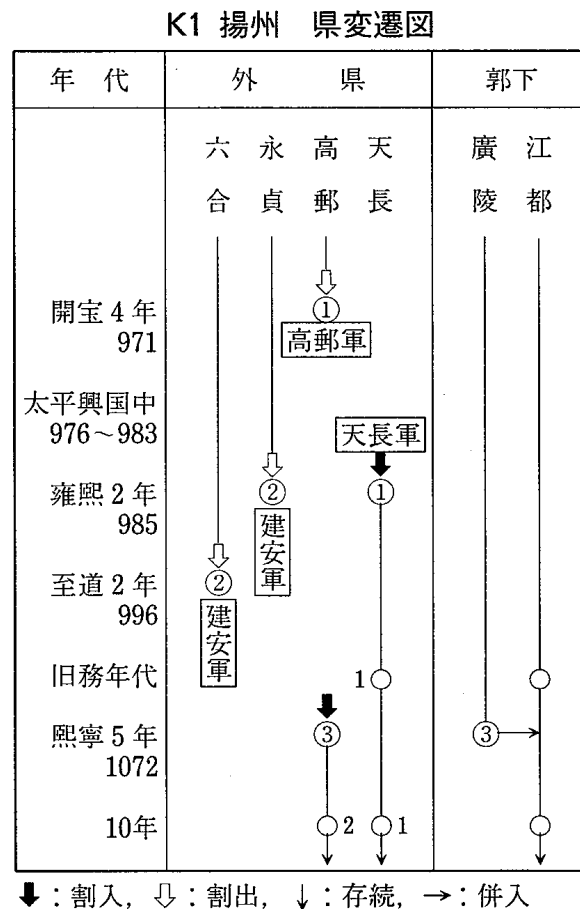 K1 揚州 県変遷図
年代 外県 郭下
六合 永貞 高郵 天長 廣陵 江都
開宝4年 ①
971 高郵軍
太平興国中
976～983 天長軍
雍熙2年 ② ①
985 建安軍
至道2年 ②
996 建安軍
旧務年代 1
熙寧5年 ③ ③
1072
10年 2 1
⬇：割入，⇩：割出，↓：存続，→：併入